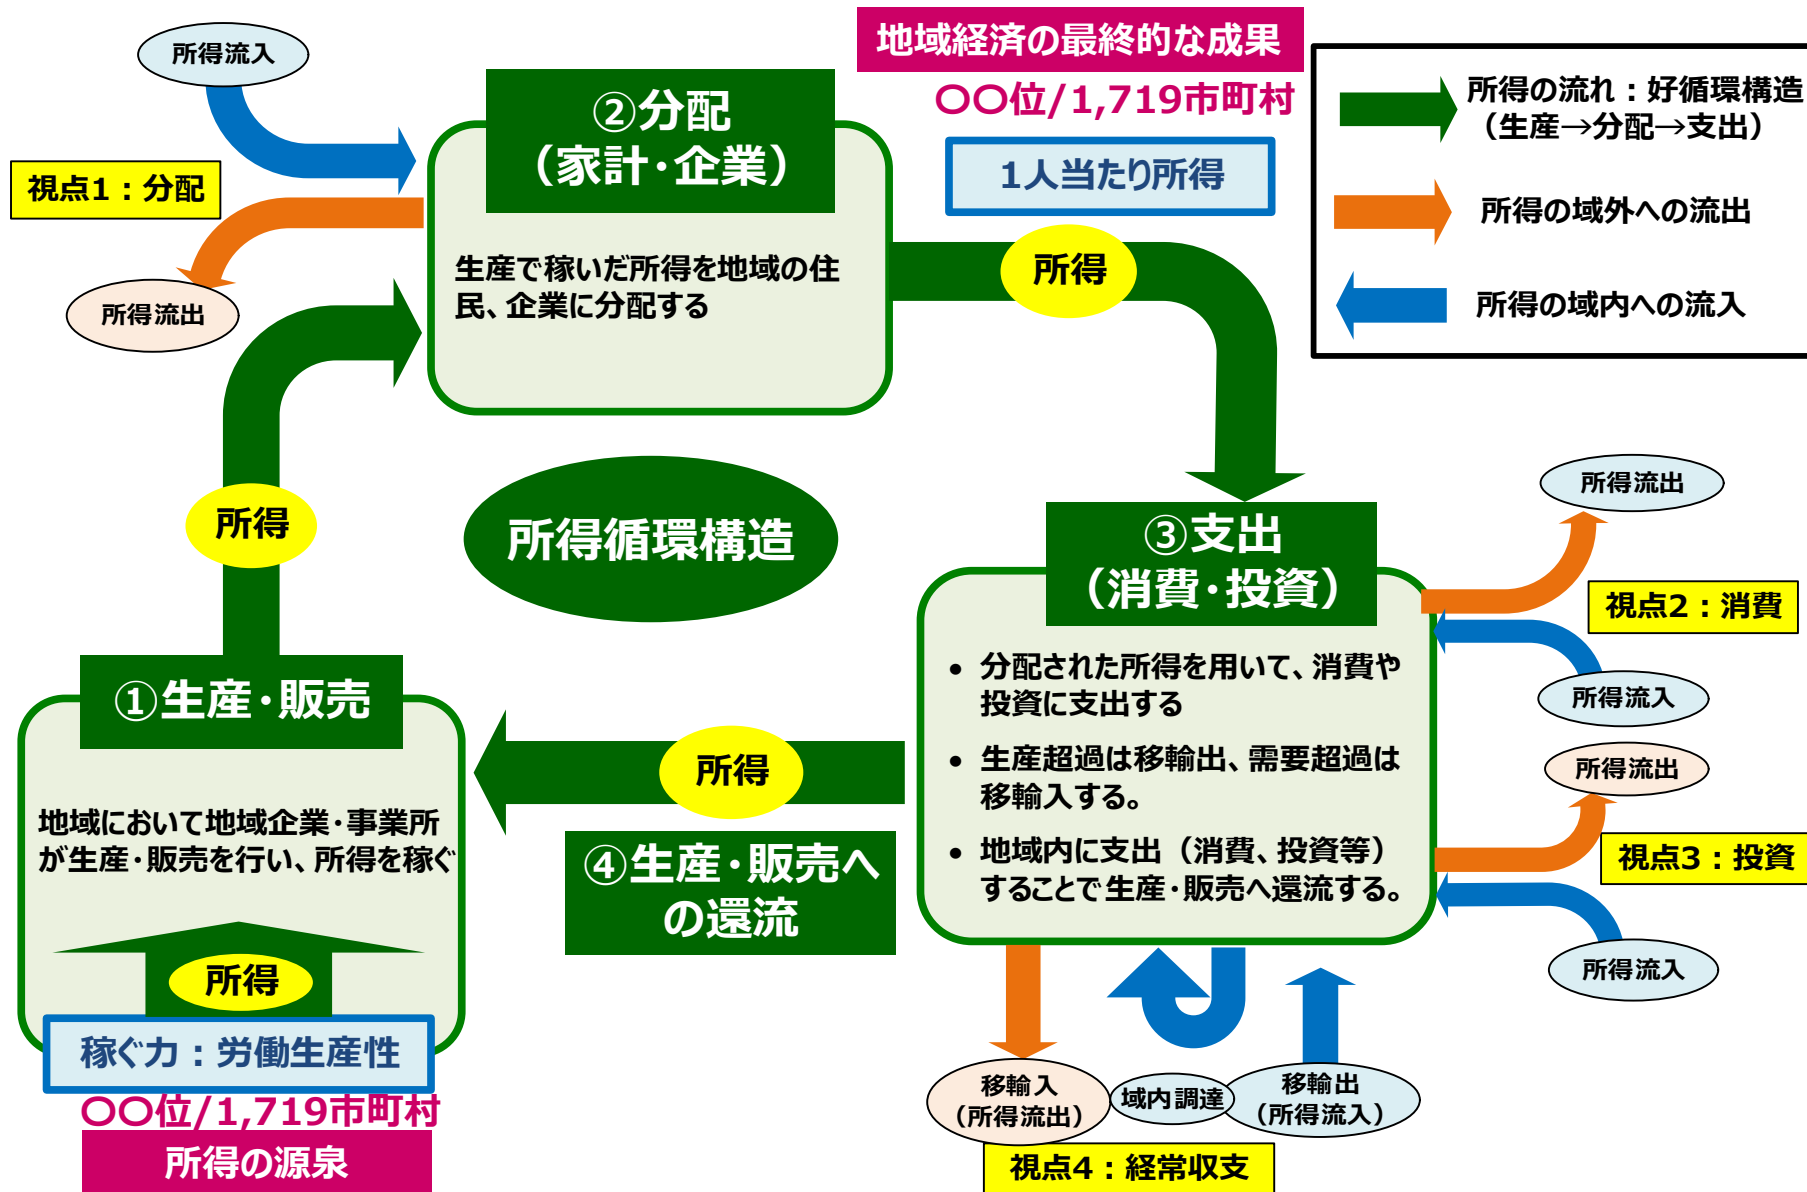 地域経済の最終的な成果
〇〇位/1,719市町村
1人当たり所得
所得の流れ：好循環構造
（生産→分配→支出）
所得の域外への流出
所得の域内への流入
所得流入
視点1：分配
所得流出
②分配
（家計・企業）
生産で稼いだ所得を地域の住
民、企業に分配する
所得
所得
所得循環構造
③支出
（消費・投資）
• 分配された所得を用いて、消費や
投資に支出する
• 生産超過は移輸出、需要超過は
移輸入する。
• 地域内に支出（消費、投資等）
することで生産・販売へ還流する。
所得流出
視点2：消費
所得流入
所得流出
視点3：投資
所得流入
①生産・販売
地域において地域企業・事業所
が生産・販売を行い、所得を稼ぐ
所得
稼ぐ力：労働生産性
〇〇位/1,719市町村
所得の源泉
所得
④生産・販売へ
の還流
移輸入
（所得流出）
域内調達
移輸出
（所得流入）
視点4：経常収支